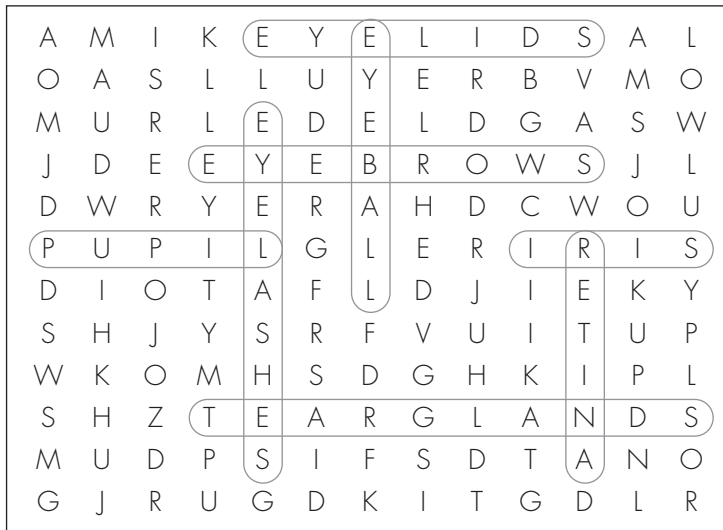 A M I K E Y E L I D S A L
O A S L L U Y E R B V M O
M U R L E D E L D G A S W
J D E E Y E B R O W S J L
D W R Y E R A H D C W O U
P U P I L G L E R I R I S
D I O T A F L D J I E K Y
S H J Y S R F V U I T U P
W K O M H S D G H K I P L
S H Z T E A R G L A N D S
M U D P S I F S D T A N O
G J R U G D K I T G D L R